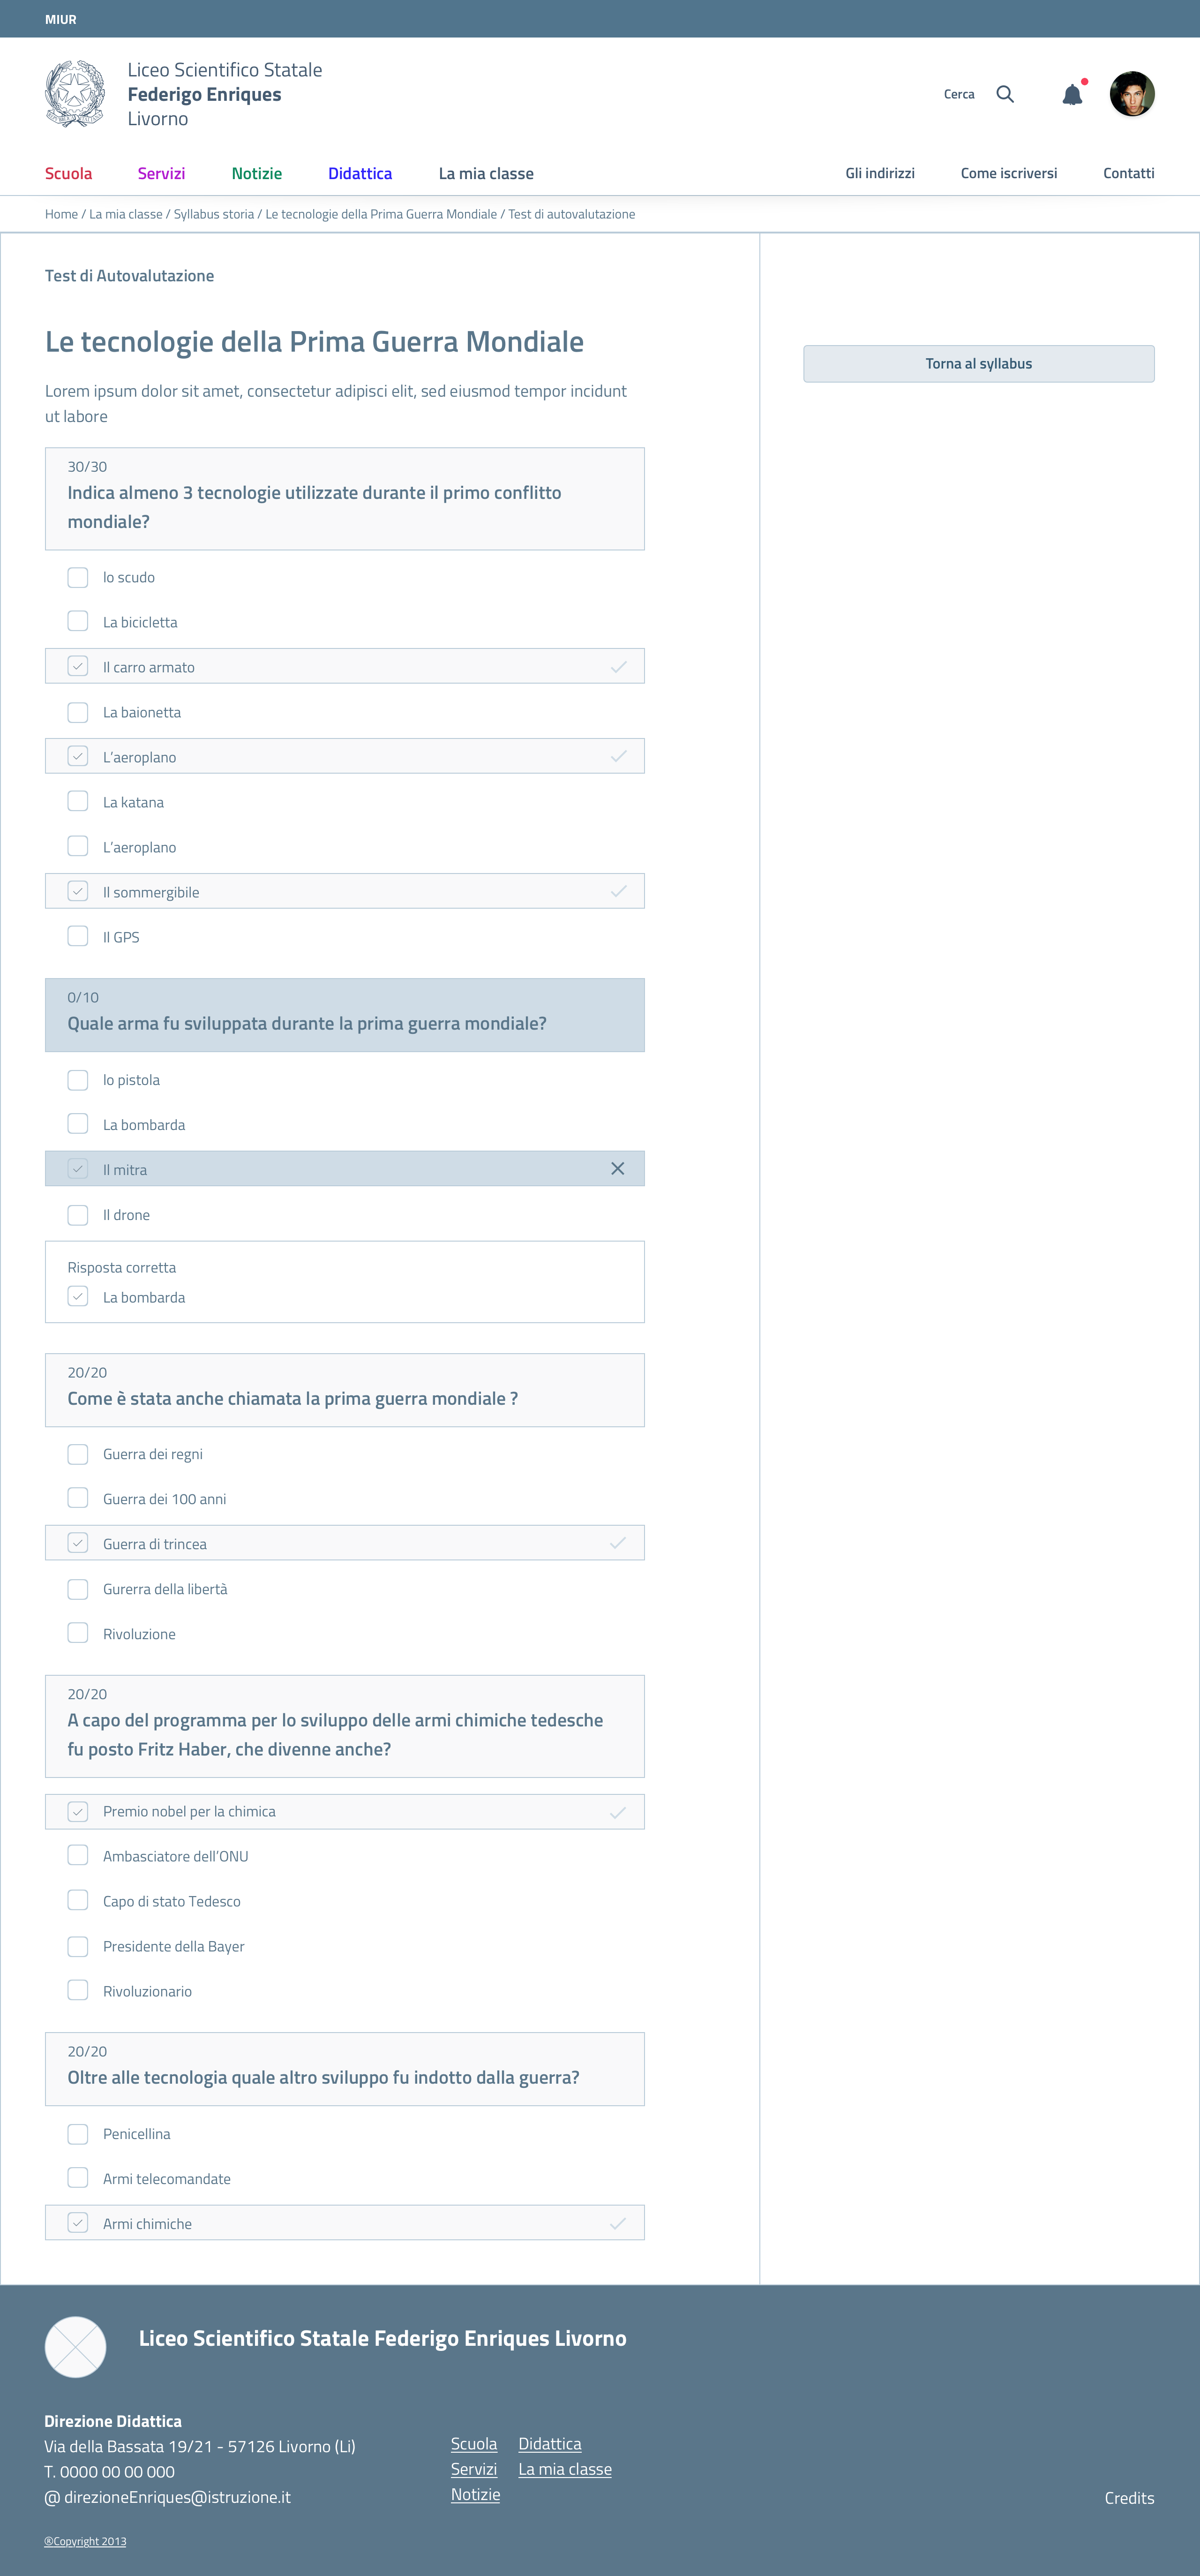 MIUR
Liceo Scientifico Statale
Federigo Enriques
Livorno
Cerca
Scuola Servizi Notizie Didattica La mia classe Gli indirizzi Come iscriversi Contatti
Home / La mia classe / Syllabus storia / Le tecnologie della Prima Guerra Mondiale / Test di autovalutazione
Test di Autovalutazione
Le tecnologie della Prima Guerra Mondiale
Torna al syllabus
Lorem ipsum dolor sit amet, consectetur adipisci elit, sed eiusmod tempor incidunt
ut labore
30/30
Indica almeno 3 tecnologie utilizzate durante il primo conflitto
mondiale?
lo scudo
La bicicletta
Il carro armato
La baionetta
L'aeroplano
La katana
L'aeroplano
Il sommergibile
Il GPS
0/10
Quale arma fu sviluppata durante la prima guerra mondiale?
lo pistola
La bombarda
Il mitra
Il drone
Risposta corretta
La bombarda
20/20
Come è stata anche chiamata la prima guerra mondiale ?
Guerra dei regni
Guerra dei 100 anni
Guerra di trincea
Gurerra della libertà
Rivoluzione
20/20
A capo del programma per lo sviluppo delle armi chimiche tedesche
fu posto Fritz Haber, che divenne anche?
Premio nobel per la chimica
Ambasciatore dell'ONU
Capo di stato Tedesco
Presidente della Bayer
Rivoluzionario
20/20
Oltre alle tecnologia quale altro sviluppo fu indotto dalla guerra?
Penicellina
Armi telecomandate
Armi chimiche
Liceo Scientifico Statale Federigo Enriques Livorno
Direzione Didattica
Via della Bassata 19/21 - 57126 Livorno (Li)
T. 0000 00 00 000
@ direzioneEnriques@istruzione.it
Scuola Didattica
Servizi La mia classe
Notizie
Credits
®Copyright 2013